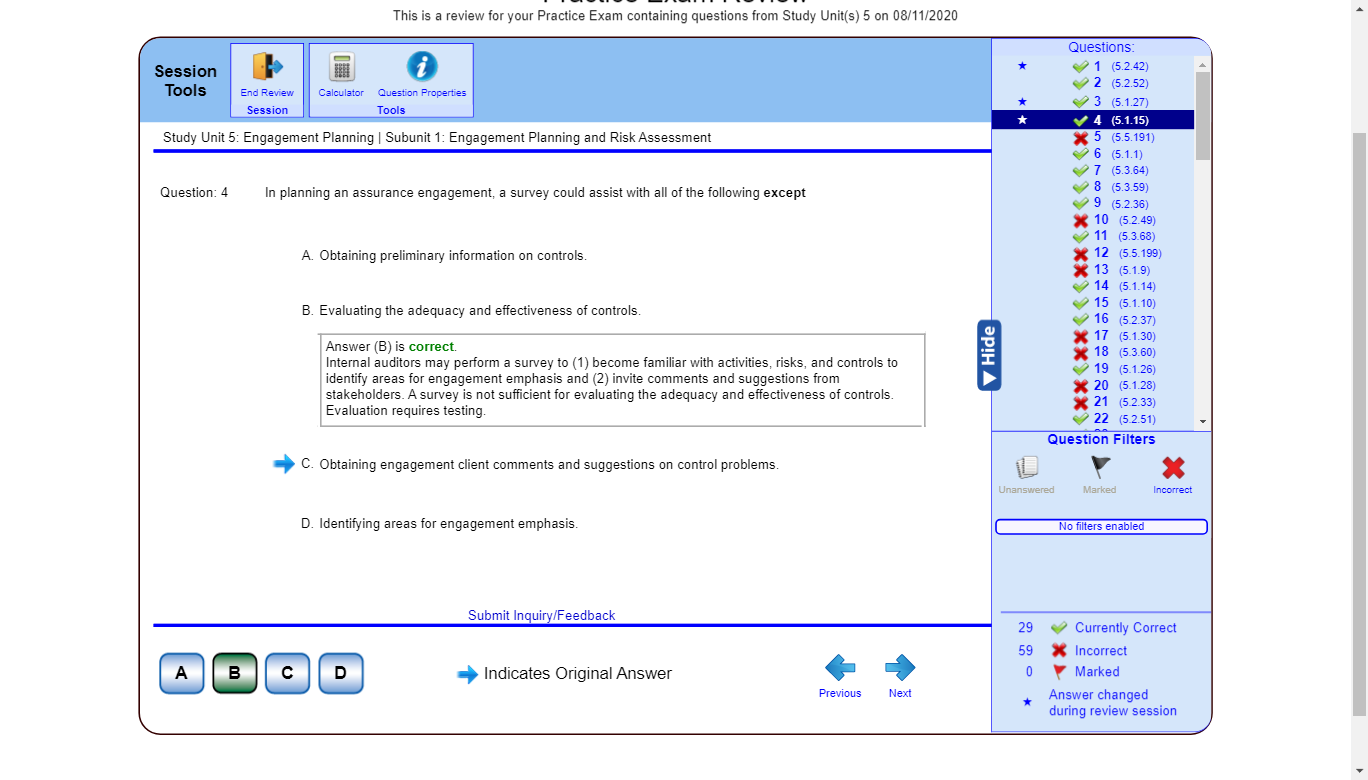 Practice Exam Review
This is a review for your Practice Exam containing questions from Study Unit(s) 5 on 08/11/2020
Session
Tools
End Review
Session
Calculator
Question Properties
Tools
Study Unit 5: Engagement Planning | Subunit 1: Engagement Planning and Risk Assessment
Question: 4 In planning an assurance engagement, a survey could assist with all of the following except
A. Obtaining preliminary information on controls.
B. Evaluating the adequacy and effectiveness of controls.
Answer (B) is correct.
Internal auditors may perform a survey to (1) become familiar with activities, risks, and controls to
identify areas for engagement emphasis and (2) invite comments and suggestions from
stakeholders. A survey is not sufficient for evaluating the adequacy and effectiveness of controls.
Evaluation requires testing.
C. Obtaining engagement client comments and suggestions on control problems.
D. Identifying areas for engagement emphasis.
Submit Inquiry/Feedback
A B C D
Indicates Original Answer
Previous
Next
Hide
Questions:
1 (5.2.42)
2 (5.2.52)
3 (5.1.27)
4 (5.1.15)
5 (5.5.191)
6 (5.1.1)
7 (5.3.64)
8 (5.3.59)
9 (5.2.36)
10 (5.2.49)
11 (5.3.68)
12 (5.5.199)
13 (5.1.9)
14 (5.1.14)
15 (5.1.10)
16 (5.2.37)
17 (5.1.30)
18 (5.3.60)
19 (5.1.26)
20 (5.1.28)
21 (5.2.33)
22 (5.2.51)
Question Filters
Unanswered
Marked
Incorrect
No filters enabled
29 Currently Correct
59 Incorrect
0 Marked
Answer changed
during review session